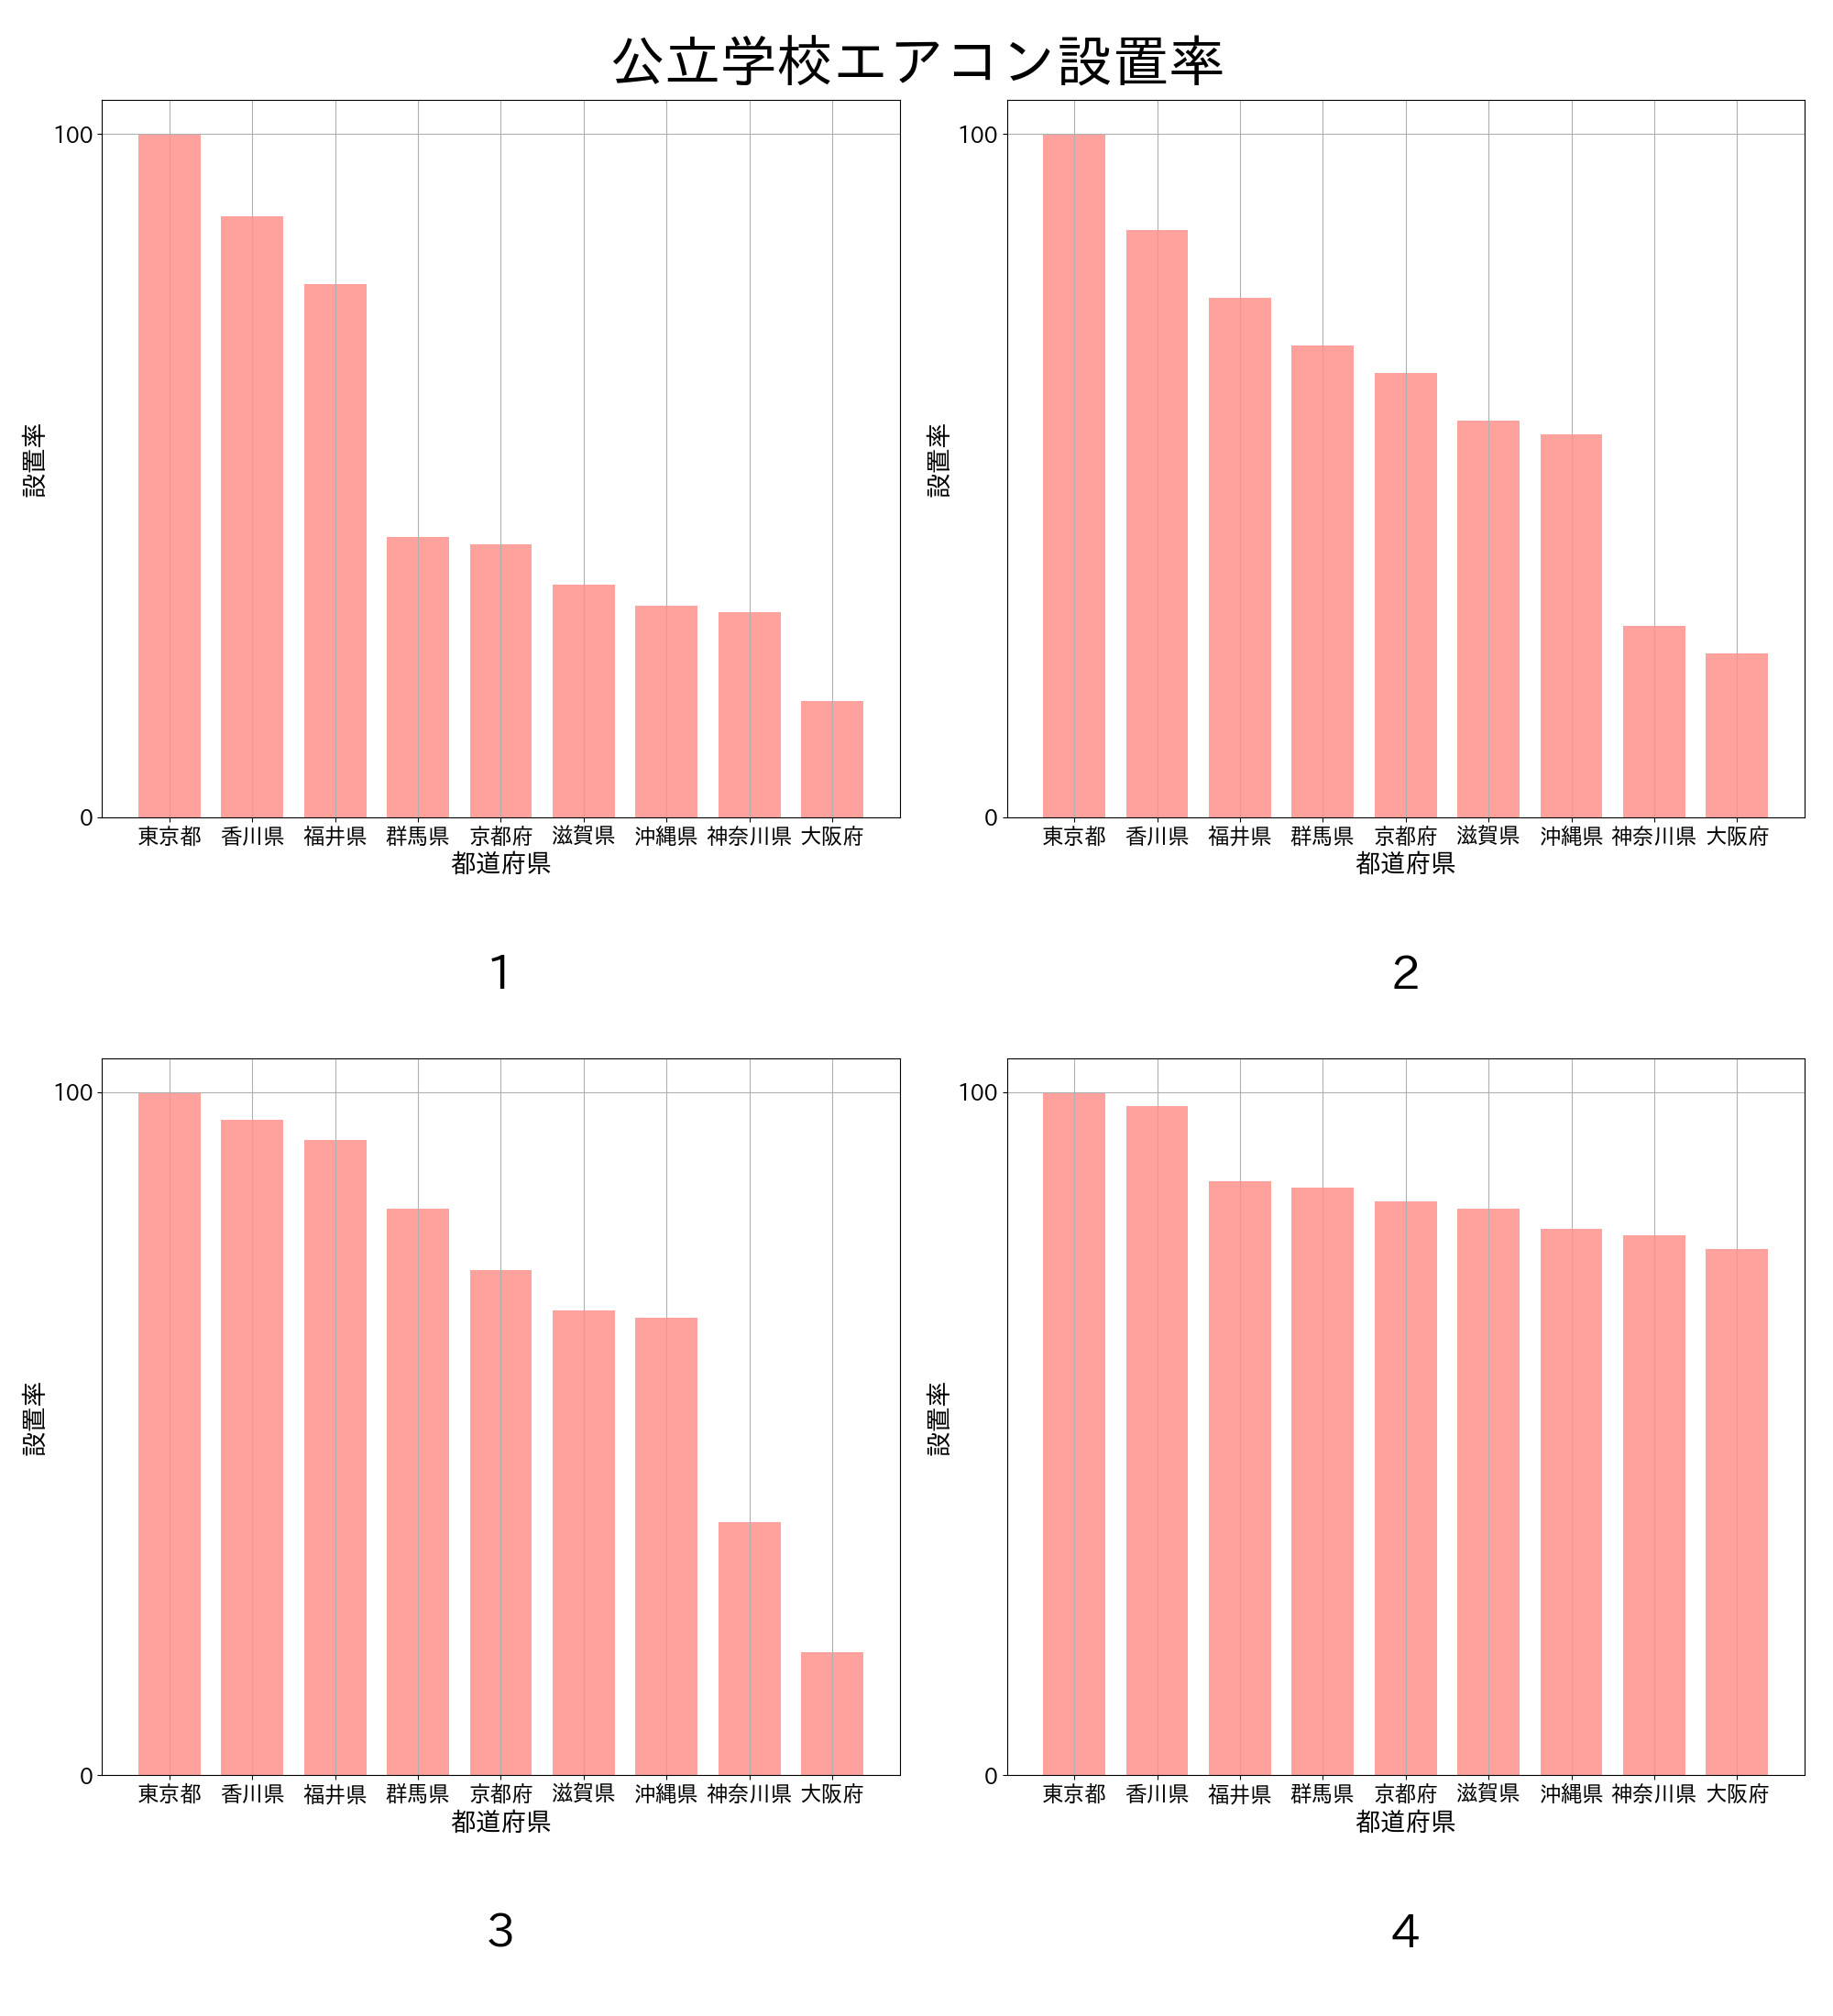 公立学校エアコン設置率
100
設置率
0
東京都 香川県 福井県 群馬県 京都府 滋賀県 沖縄県 神奈川県 大阪府
都道府県
1
100
設置率
0
東京都 香川県 福井県 群馬県 京都府 滋賀県 沖縄県 神奈川県 大阪府
都道府県
2
100
設置率
0
東京都 香川県 福井県 群馬県 京都府 滋賀県 沖縄県 神奈川県 大阪府
都道府県
3
100
設置率
0
東京都 香川県 福井県 群馬県 京都府 滋賀県 沖縄県 神奈川県 大阪府
都道府県
4